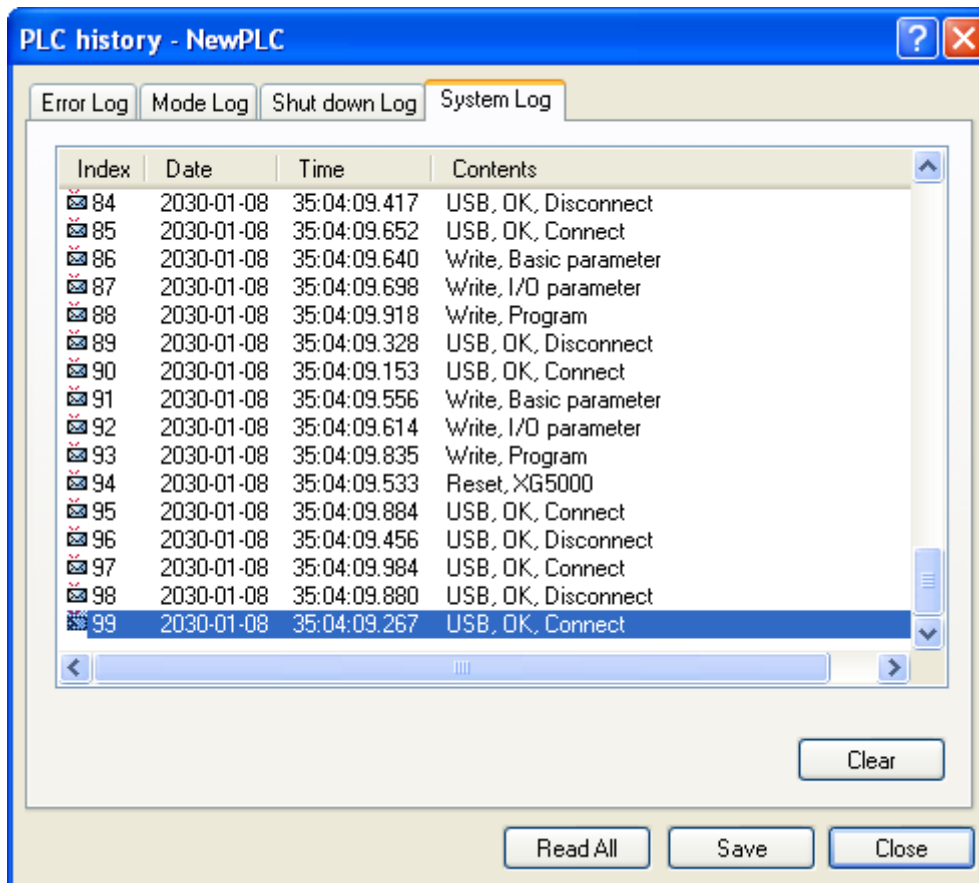 PLC history - NewPLC
Error Log Mode Log Shut down Log System Log
Index Date Time Contents
84 2030-01-08 35:04:09.417 USB, OK, Disconnect
85 2030-01-08 35:04:09.652 USB, OK, Connect
86 2030-01-08 35:04:09.640 Write, Basic parameter
87 2030-01-08 35:04:09.698 Write, I/O parameter
88 2030-01-08 35:04:09.918 Write, Program
89 2030-01-08 35:04:09.328 USB, OK, Disconnect
90 2030-01-08 35:04:09.153 USB, OK, Connect
91 2030-01-08 35:04:09.556 Write, Basic parameter
92 2030-01-08 35:04:09.614 Write, I/O parameter
93 2030-01-08 35:04:09.835 Write, Program
94 2030-01-08 35:04:09.533 Reset, XG5000
95 2030-01-08 35:04:09.884 USB, OK, Connect
96 2030-01-08 35:04:09.456 USB, OK, Disconnect
97 2030-01-08 35:04:09.984 USB, OK, Connect
98 2030-01-08 35:04:09.880 USB, OK, Disconnect
99 2030-01-08 35:04:09.267 USB, OK, Connect
Clear
Read All Save Close